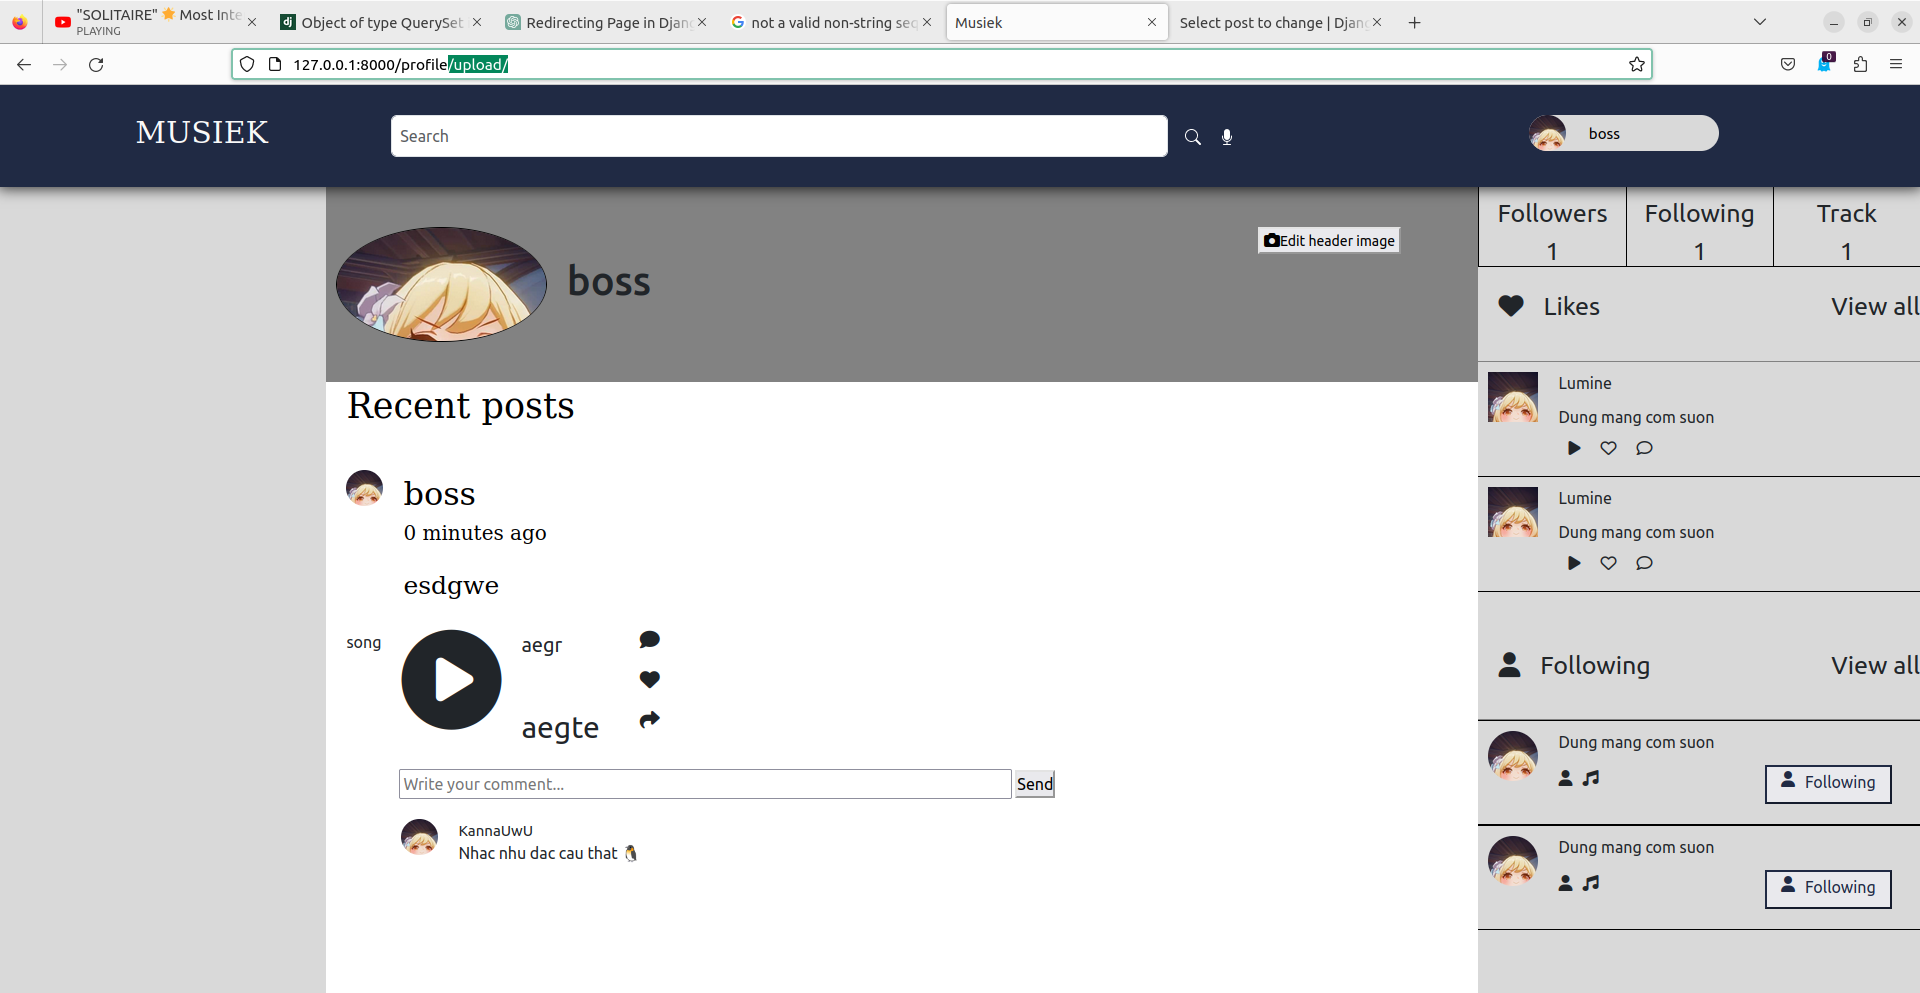 "SOLITAIRE" ⭐ Most Inte
PLAYING
Object of type QuerySet
Redirecting Page in Djan
not a valid non-string seq
Musiek
Select post to change | Djan
127.0.0.1:8000/profile/upload/
0
MUSIEK
Search
boss
boss
Edit header image
Followers
1
Following
1
Track
1
Likes
View all
Lumine
Dung mang com suon
Lumine
Dung mang com suon
Following
View all
Dung mang com suon
Following
Dung mang com suon
Following
Recent posts
boss
0 minutes ago
esdgwe
song
aegr
aegte
Write your comment...
Send
KannaUwU
Nhac nhu dac cau that 🐧